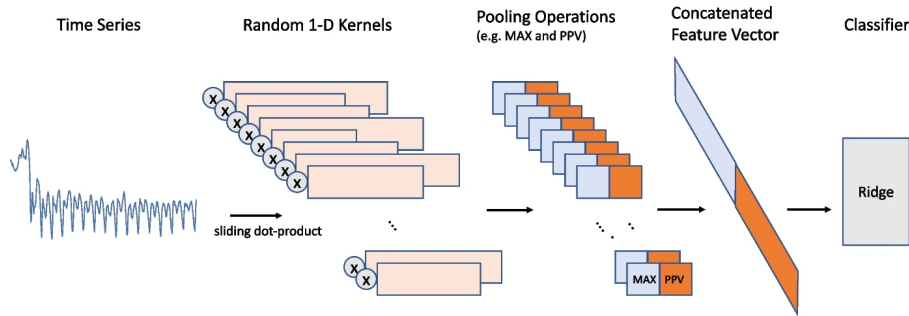 Time Series
Random 1-D Kernels
Pooling Operations
(e.g. MAX and PPV)
Concatenated
Feature Vector
Classifier
X
X
X
X
X
X
X
X
sliding dot-product
Ridge
X
X
MAX PPV